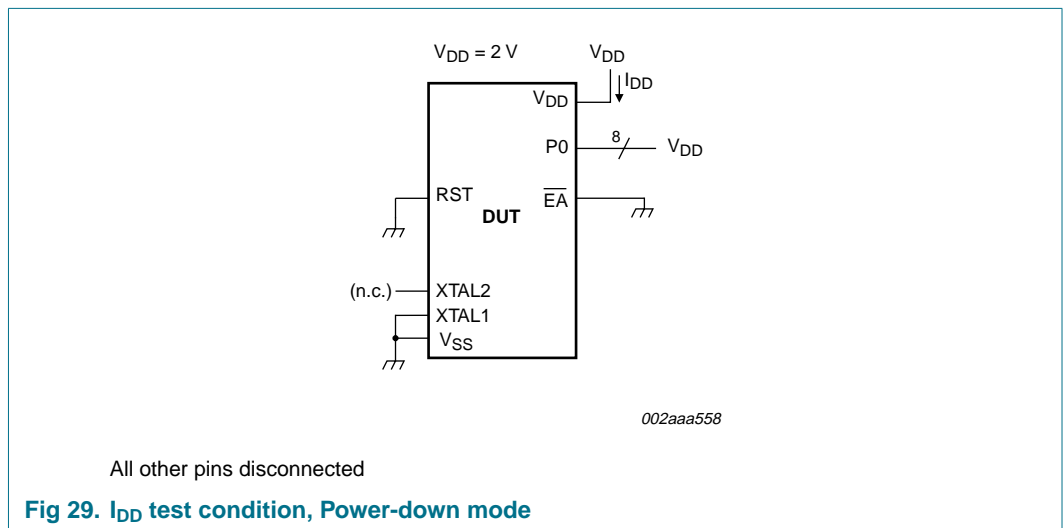 VDD = 2 V
VDD
IDD
VDD
P0
8
VDD
RST
EA
DUT
(n.c.)
XTAL2
XTAL1
VSS
002aaa558
All other pins disconnected
Fig 29. IDD test condition, Power-down mode